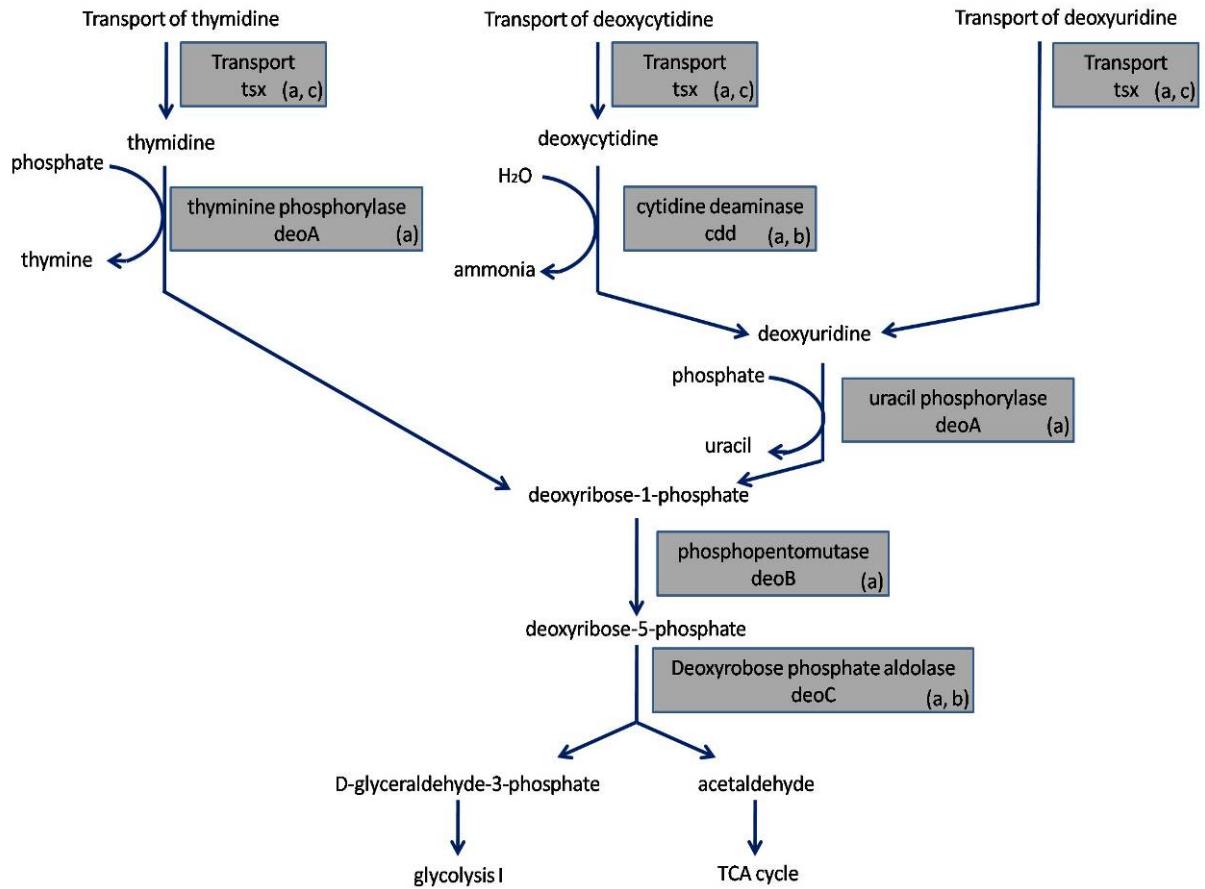 Transport of thymidine
Transport of deoxycytidine
Transport of deoxyuridine
Transport
tsx (a, c)
Transport
tsx (a, c)
Transport
tsx (a, c)
thymidine
deoxycytidine
phosphate
H₂O
thyminine phosphorylase
deoA (a)
cytidine deaminase
cdd (a, b)
thymine
ammonia
deoxyuridine
phosphate
uracil phosphorylase
deoA (a)
uracil
deoxyribose-1-phosphate
phosphopentomutase
deoB (a)
deoxyribose-5-phosphate
Deoxyrobose phosphate aldolase
deoC (a, b)
D-glyceraldehyde-3-phosphate
acetaldehyde
glycolysis I
TCA cycle